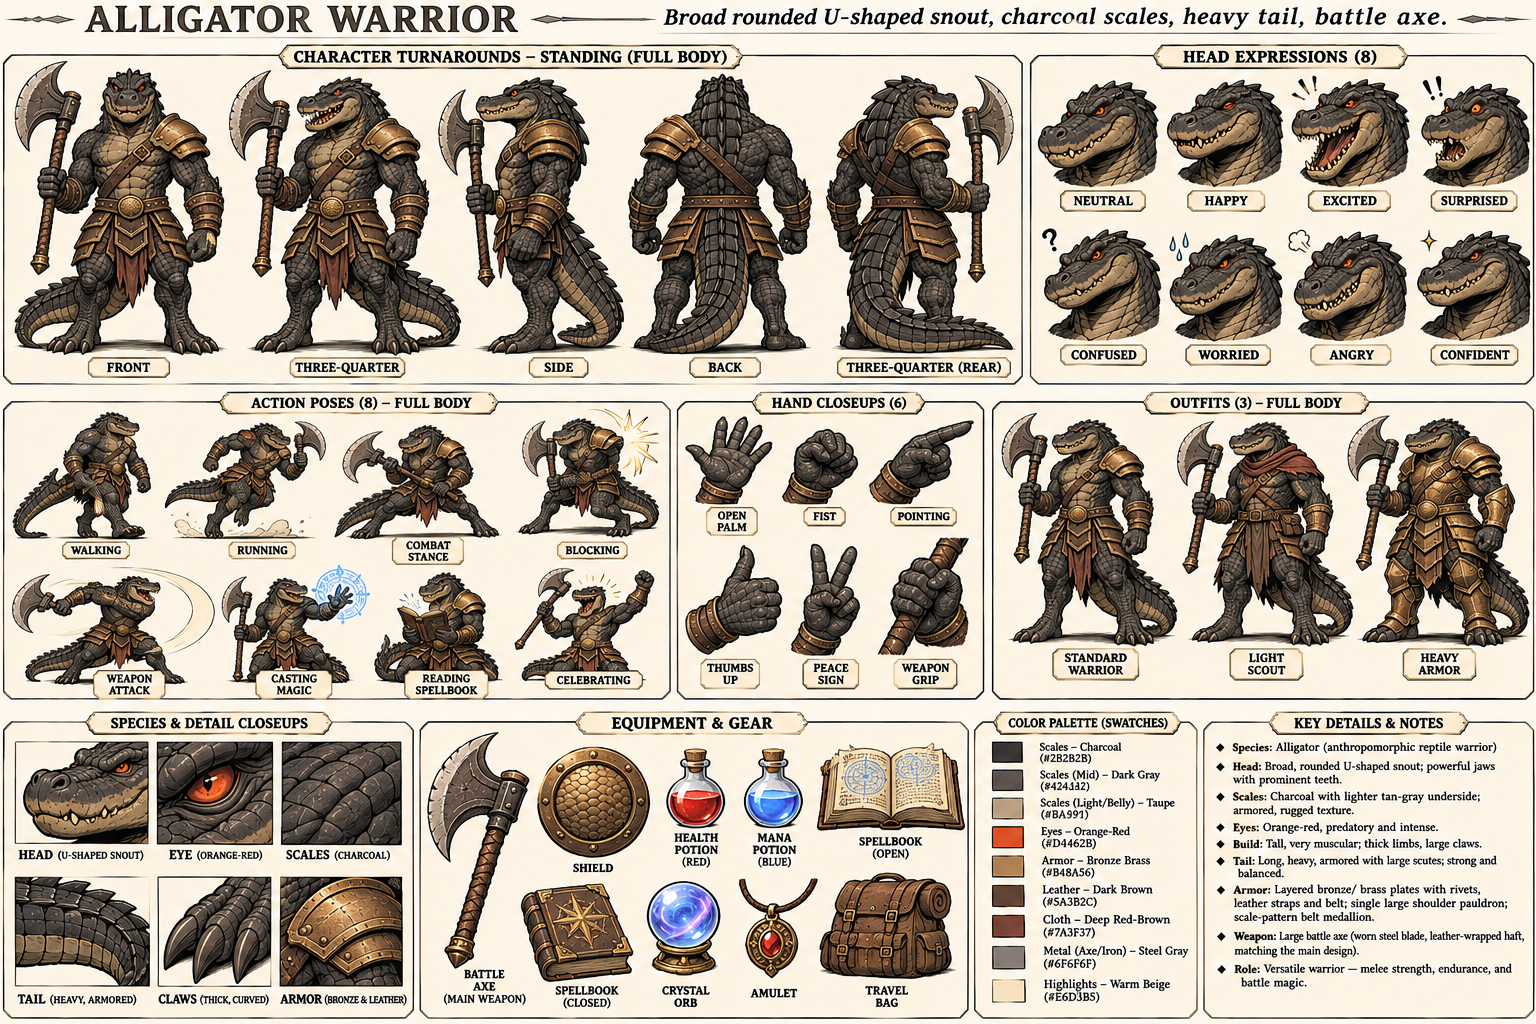 ALLIGATOR WARRIOR
Broad rounded U-shaped snout, charcoal scales, heavy tail, battle axe.
CHARACTER TURNAROUNDS – STANDING (FULL BODY)
FRONT
THREE-QUARTER
SIDE
BACK
THREE-QUARTER (REAR)
HEAD EXPRESSIONS (8)
!!
NEUTRAL
HAPPY
EXCITED
SURPRISED
?
CONFUSED
WORRIED
ANGRY
CONFIDENT
ACTION POSES (8) – FULL BODY
WALKING
RUNNING
COMBAT
STANCE
BLOCKING
WEAPON
ATTACK
CASTING
MAGIC
READING
SPELLBOOK
CELEBRATING
HAND CLOSEUPS (6)
OPEN
PALM
FIST
POINTING
THUMBS
UP
PEACE
SIGN
WEAPON
GRIP
OUTFITS (3) – FULL BODY
STANDARD
WARRIOR
LIGHT
SCOUT
HEAVY
ARMOR
SPECIES & DETAIL CLOSEUPS
HEAD (U-SHAPED SNOUT)
EYE (ORANGE-RED)
SCALES (CHARCOAL)
TAIL (HEAVY, ARMORED)
CLAWS (THICK, CURVED)
ARMOR (BRONZE & LEATHER)
EQUIPMENT & GEAR
BATTLE
AXE
(MAIN WEAPON)
SHIELD
HEALTH
POTION
(RED)
MANA
POTION
(BLUE)
SPELLBOOK
(OPEN)
SPELLBOOK
(CLOSED)
CRYSTAL
ORB
AMULET
TRAVEL
BAG
COLOR PALETTE (SWATCHES)
Scales – Charcoal
(#2B2B2B)
Scales (Mid) – Dark Gray
Scales (Light/Belly) – Taupe
(#BA991)
Eyes – Orange-Red
(#D4462B)
Armor – Bronze Brass
(#B48A56)
Leather – Dark Brown
(#5A3B2C)
Cloth – Deep Red-Brown
(#7A3F37)
Metal (Axe/Iron) – Steel Gray
(#6F6F6F)
Highlights – Warm Beige
(#E6D3B5)
KEY DETAILS & NOTES
◆ Species: Alligator (anthropomorphic reptile warrior)
◆ Head: Broad, rounded U-shaped snout; powerful jaws
with prominent teeth.
◆ Scales: Charcoal with lighter tan-gray underside;
armored, rugged texture.
◆ Eyes: Orange-red, predatory and intense.
◆ Build: Tall, very muscular; thick limbs, large claws.
◆ Tail: Long, heavy, armored with large scutes; strong and
balanced.
◆ Armor: Layered bronze/ brass plates with rivets,
leather straps and belt; single large shoulder pauldron;
scale-pattern belt medallion.
◆ Weapon: Large battle axe (worn steel blade, leather-wrapped haft,
matching the main design).
◆ Role: Versatile warrior — melee strength, endurance, and
battle magic.